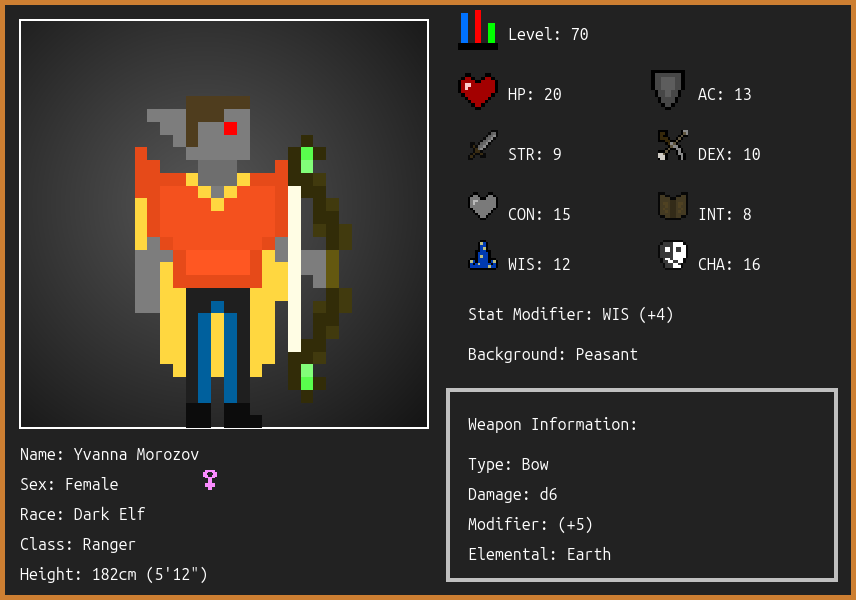 Level: 70
HP: 20
AC: 13
STR: 9
DEX: 10
CON: 15
INT: 8
WIS: 12
CHA: 16
Stat Modifier: WIS (+4)
Background: Peasant
Weapon Information:
Type: Bow
Damage: d6
Modifier: (+5)
Elemental: Earth
Name: Yvanna Morozov
Sex: Female
Race: Dark Elf
Class: Ranger
Height: 182cm (5'12")